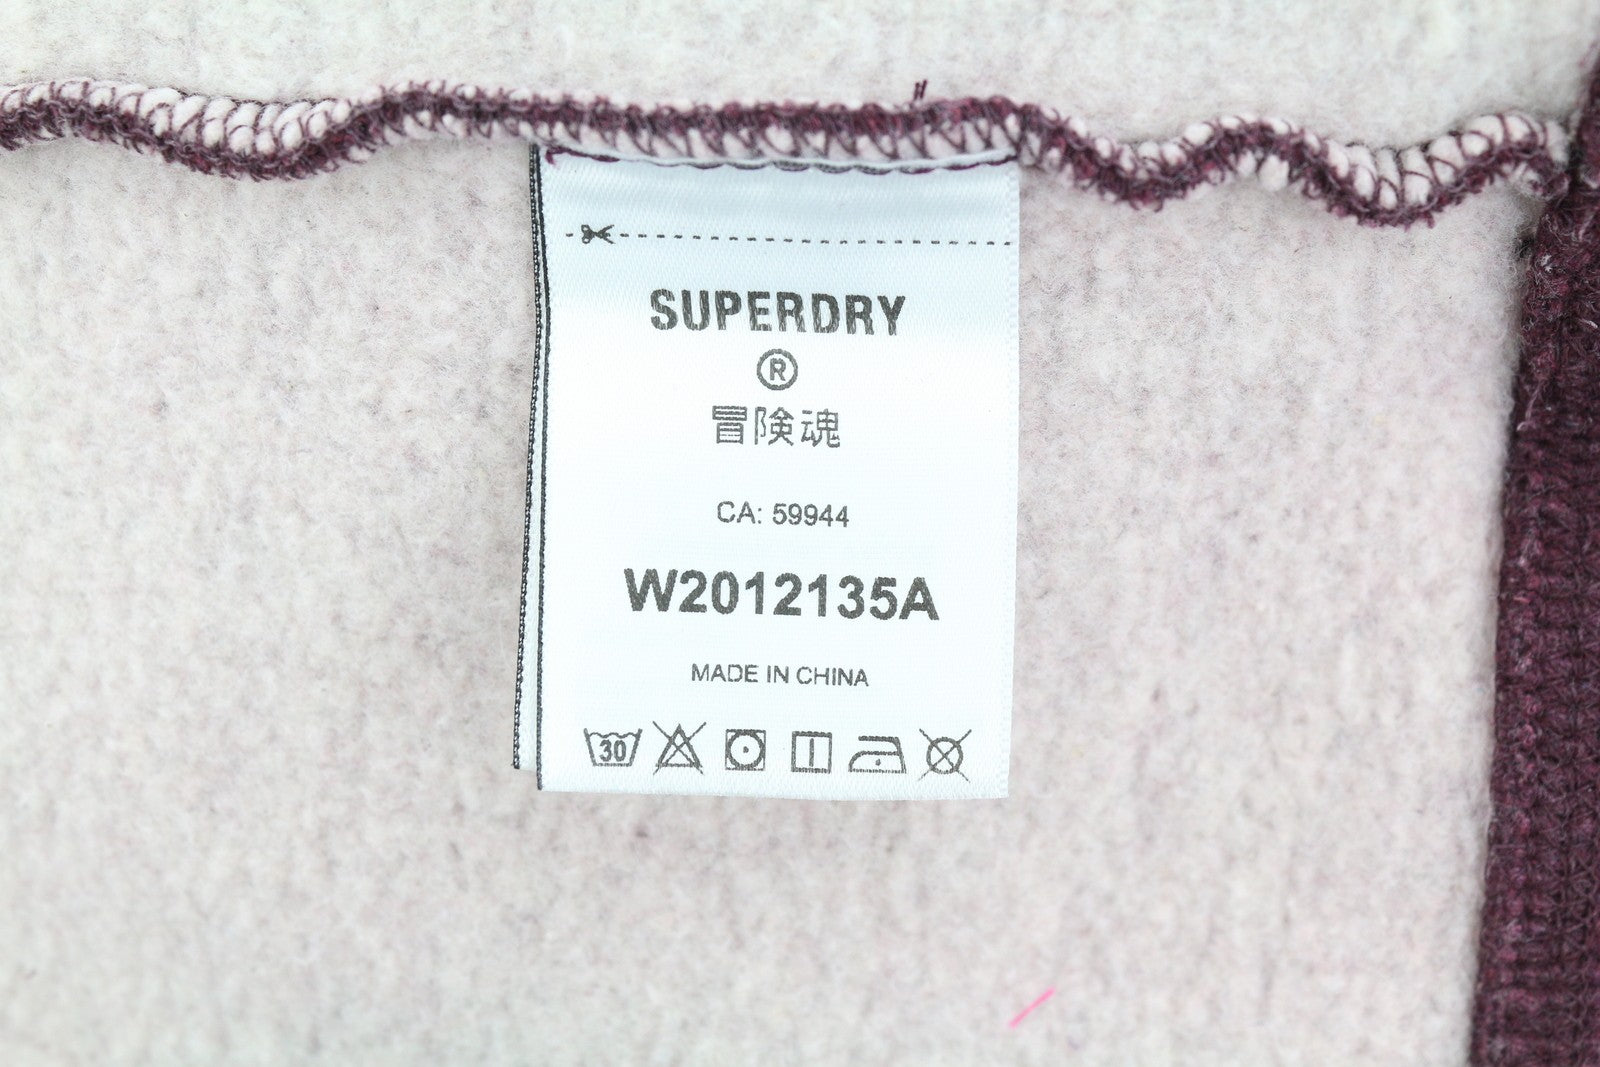 SUPERDRY
®
冒険魂
CA: 59944
W2012135A
MADE IN CHINA
30